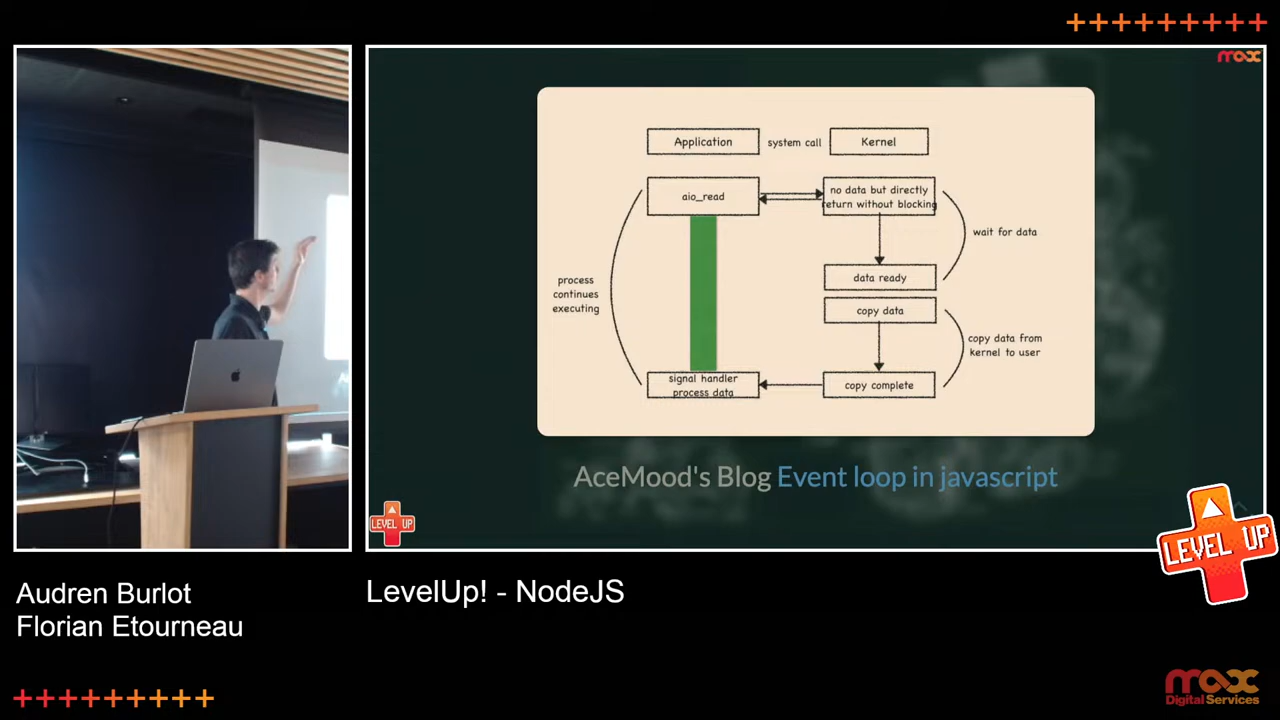 max
Application
system call
Kernel
aio_read
no data but directly
return without blocking
wait for data
data ready
process
continues
executing
copy data
copy data from
kernel to user
signal handler
process data
copy complete
AceMood's Blog Event loop in javascript
LEVEL UP
LEVEL UP
Audren Burlot
Florian Etourneau
LevelUp! - NodeJS
max
Digital Services